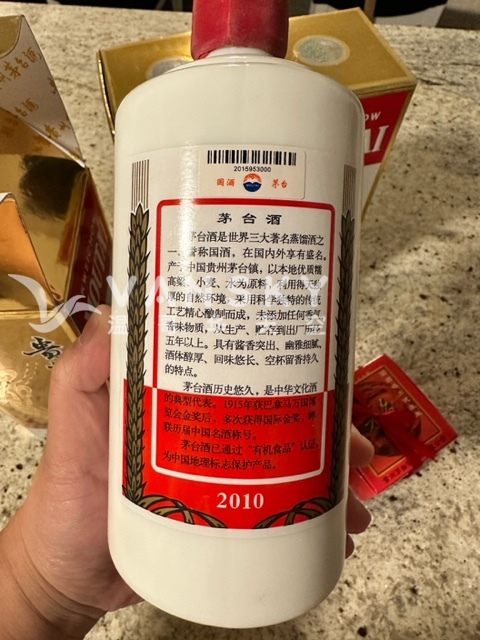 茅台酒
OW
AI
2015953000
国酒 茅台
茅台酒
茅台酒是世界三大著名蒸馏酒之
一，誉称国酒，在国内外享有盛名。
产于中国贵州茅台镇，以本地优质糯
高粱、小麦、水为原料，利用得天独
厚的自然环境，采用科学独特的传统
工艺精心酿制而成，未添加任何香气
香味物质，从生产、贮存到出厂历经
五年以上。具有酱香突出、幽雅细腻、
酒体醇厚、回味悠长、空杯留香持久
的特点。
茅台酒历史悠久，是中华文化酒
的典型代表。1915年获巴拿马万国博
览会金奖后，多次获得国际金奖，蝉
联历届中国名酒称号。
茅台酒已通过“有机食品”认证，
为中国地理标志保护产品。
2010
VANSKY